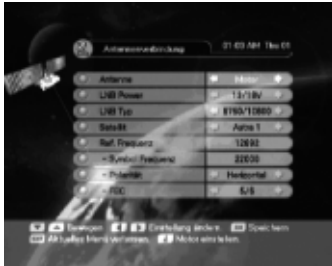 Antennenverbindung
01:03 AM Thu 01
Antenne Motor
LNB Power 13/18V
LNB Typ 9750/10600
Satellit Astra 1
Ref. Frequenz 12692
- Symbol Frequenz 22000
- Polarität Horizontal
- FEC 5/6
Bewegen Einstellung ändern. Speichern
Aktuelles Menü verlassen. Motor einstellen.